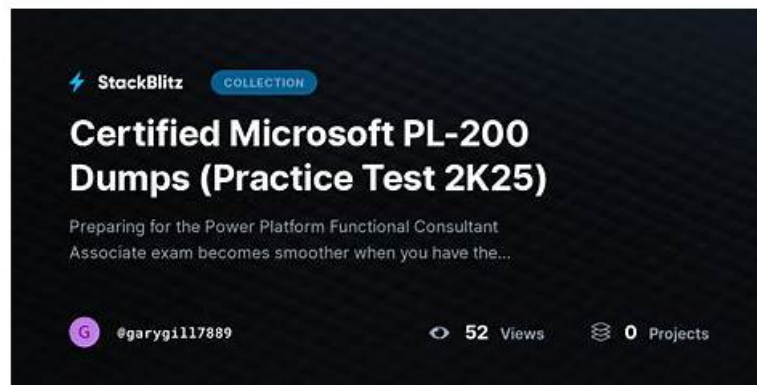 StackBlitz COLLECTION
Certified Microsoft PL-200
Dumps (Practice Test 2K25)
Preparing for the Power Platform Functional Consultant
Associate exam becomes smoother when you have the...
G @garygill7889 52 Views 0 Projects